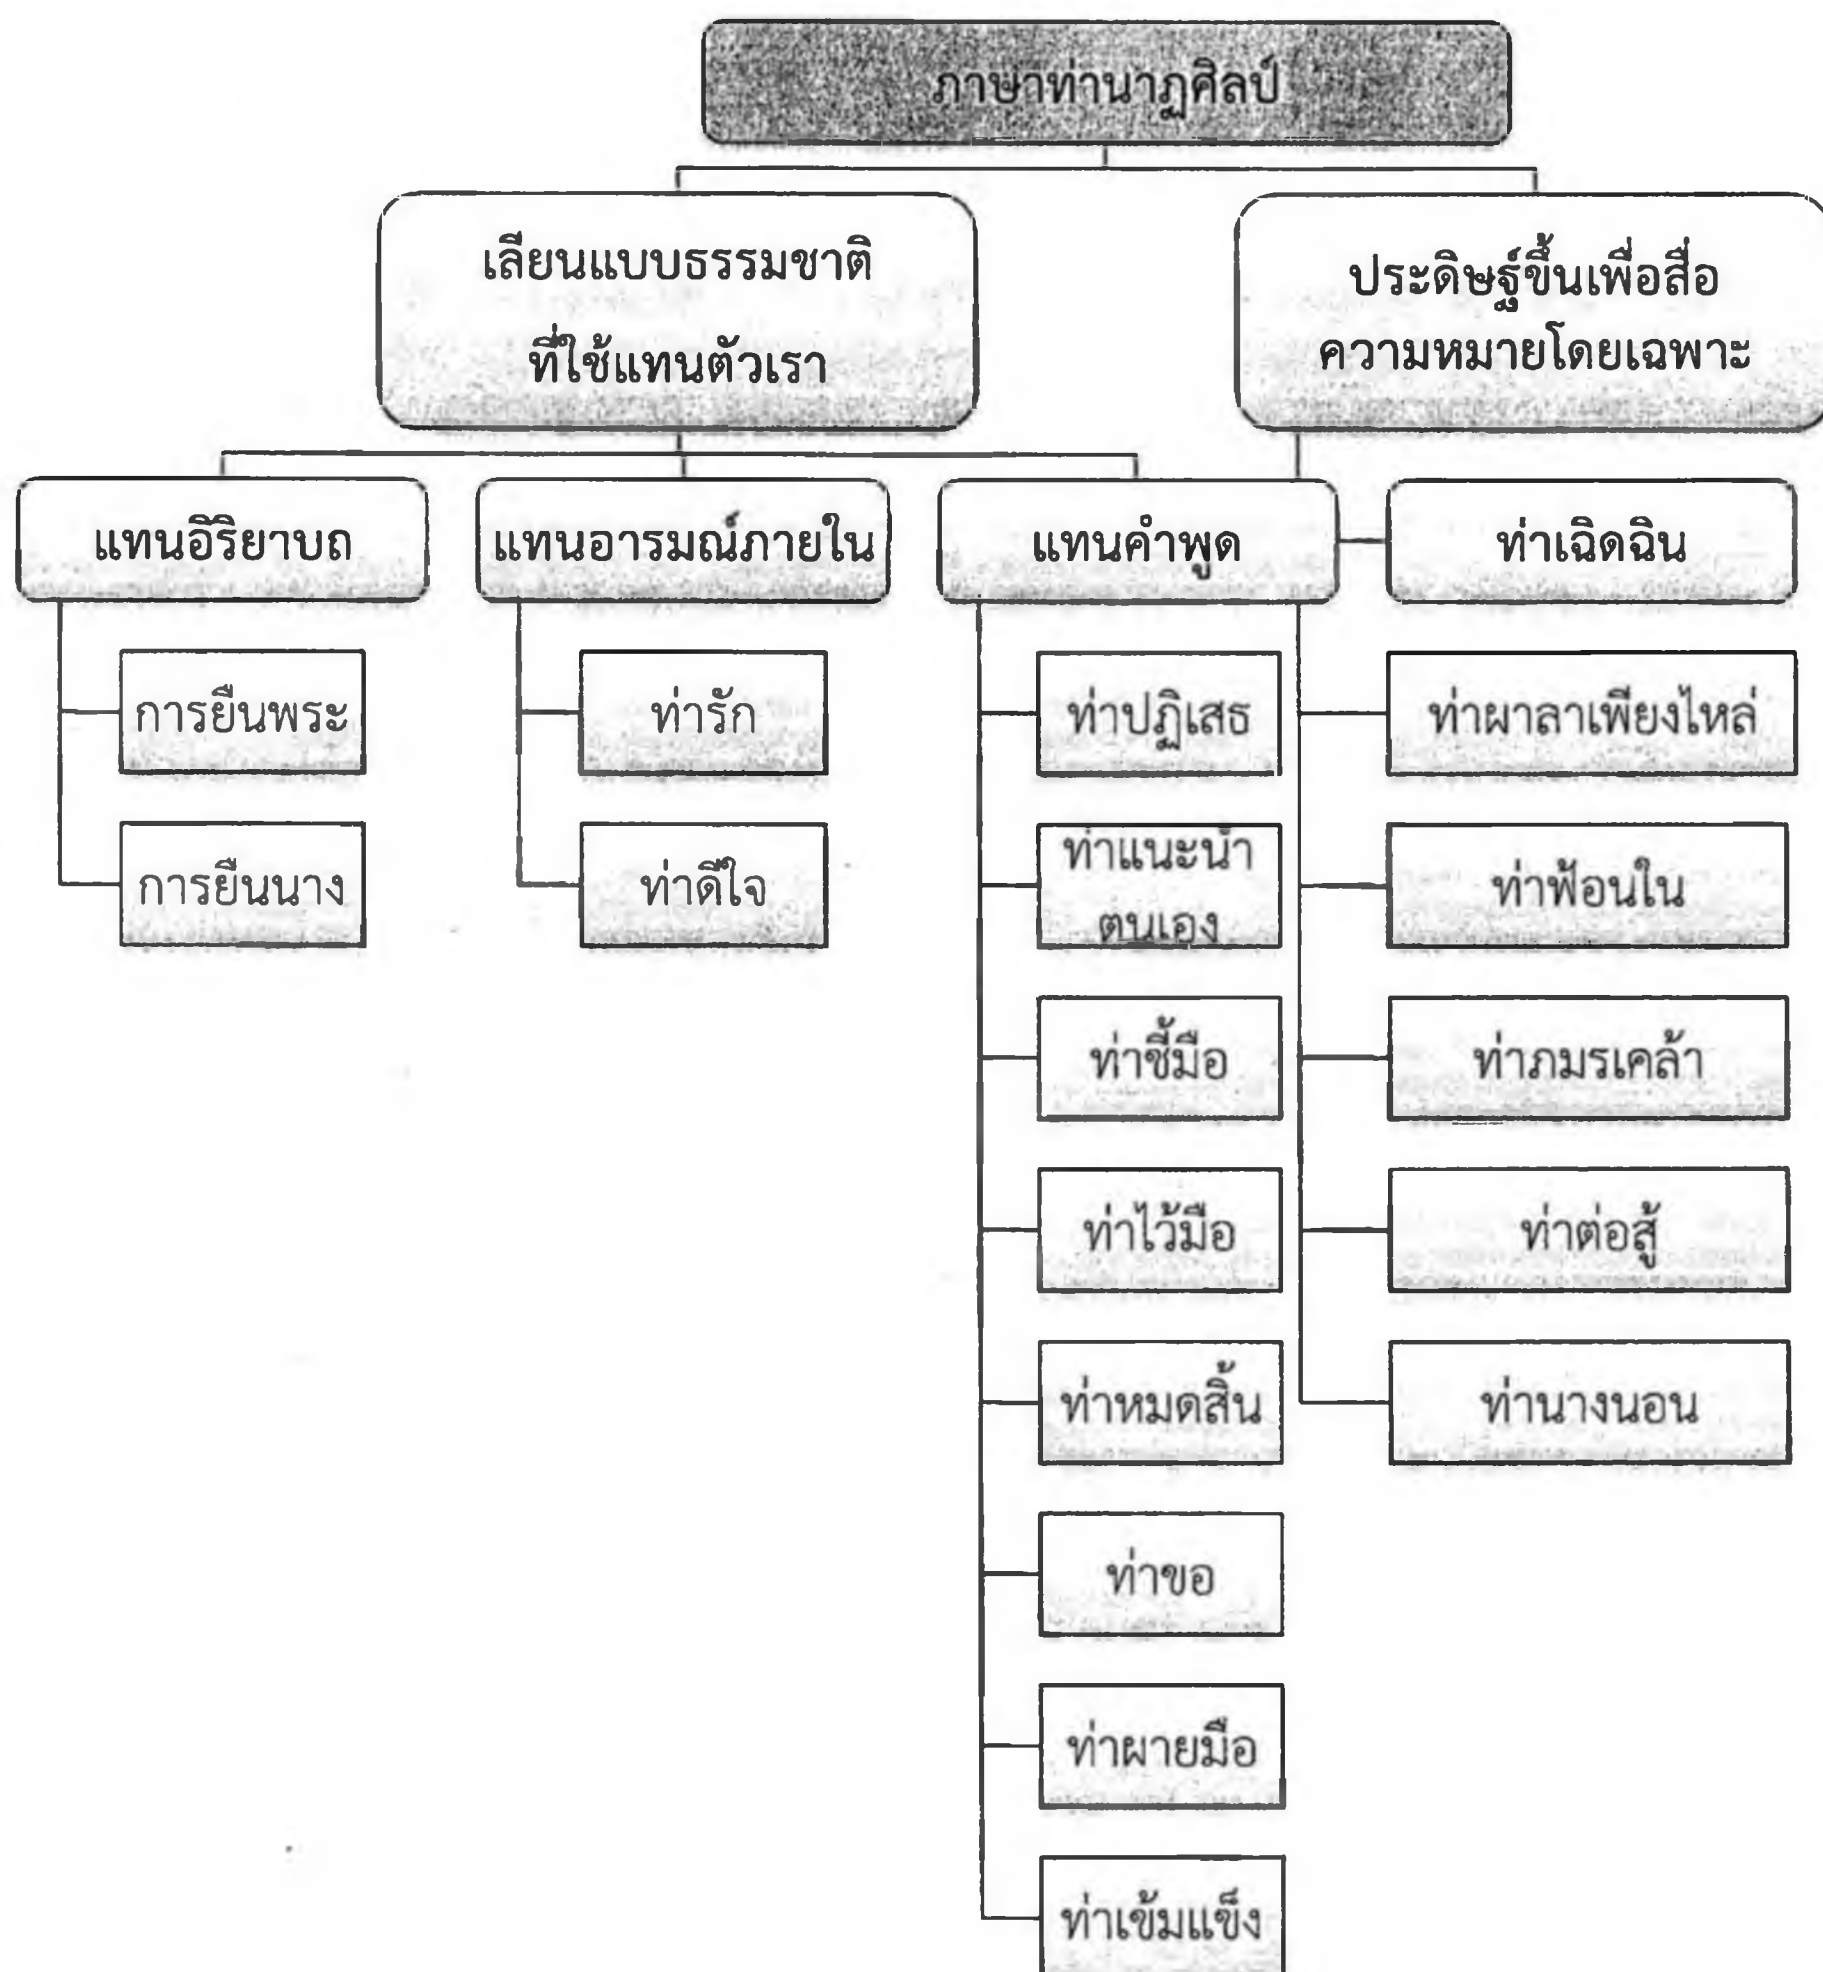 ภาษาท่านาฏศิลป์
เลียนแบบธรรมชาติ
ที่ใช้แทนตัวเรา
ประดิษฐ์ขึ้นเพื่อสื่อ
ความหมายโดยเฉพาะ
แทนอิริยาบถ
แทนอารมณ์ภายใน
แทนคำพูด
ท่าเฉิดฉิน
การยืนพระ
ท่ารัก
ท่าปฏิเสธ
ท่าผาลาเพียงไหล่
การยืนนาง
ท่าดีใจ
ท่าแนะนำ
ตนเอง
ท่าฟ้อนใน
ท่าชี้มือ
ท่าภมรเคล้า
ท่าไว้มือ
ท่าต่อสู้
ท่าหมดสิ้น
ท่านางนอน
ท่าขอ
ท่าผายมือ
ท่าเข้มแข็ง